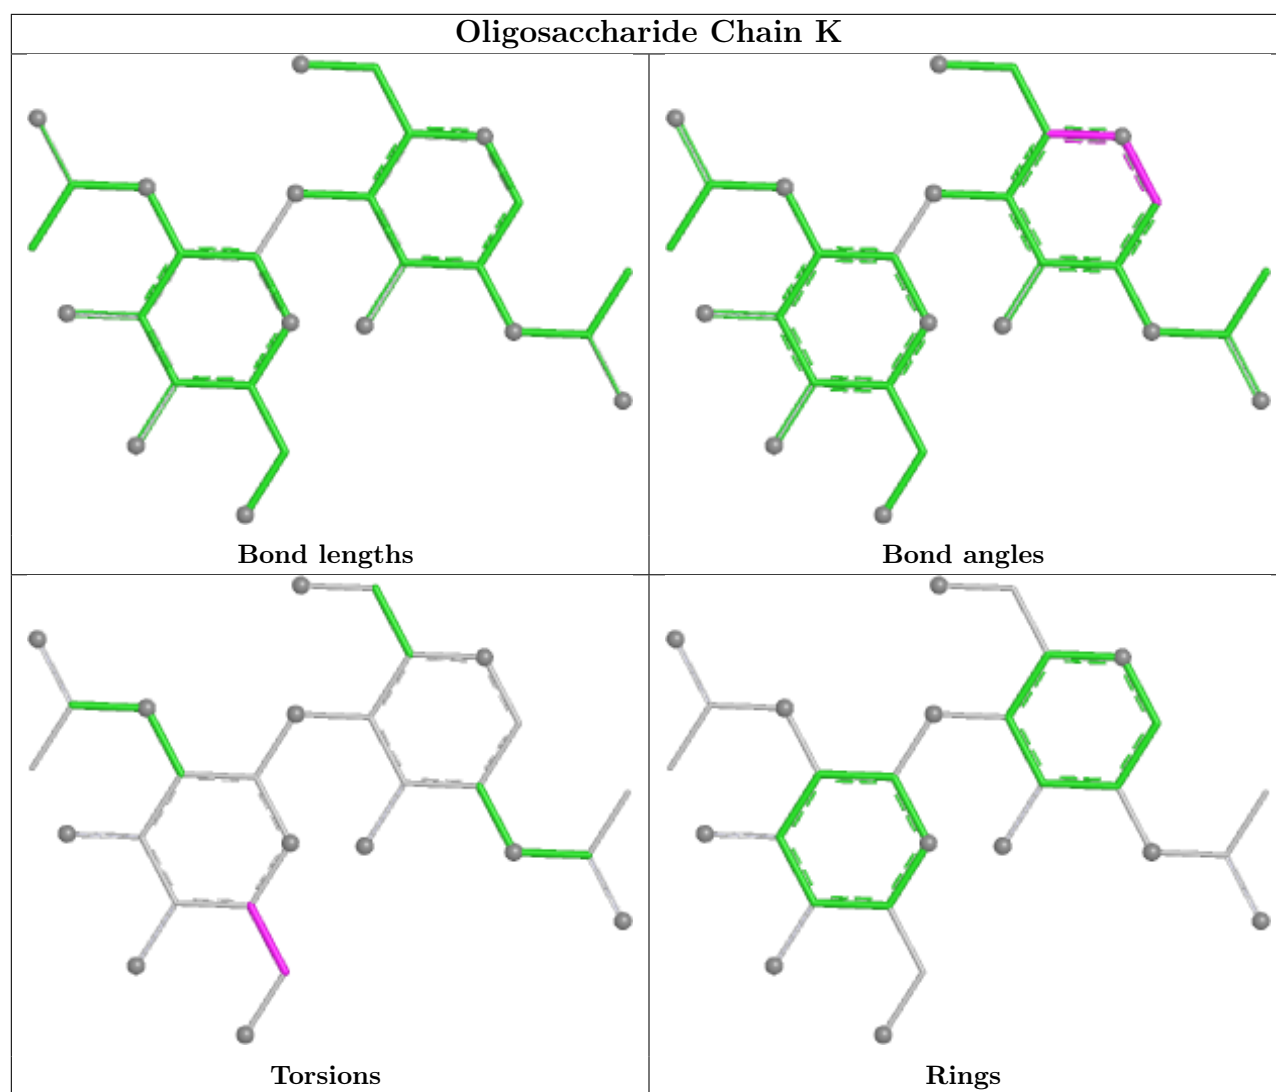 Oligosaccharide Chain K
Bond lengths
Bond angles
Torsions
Rings